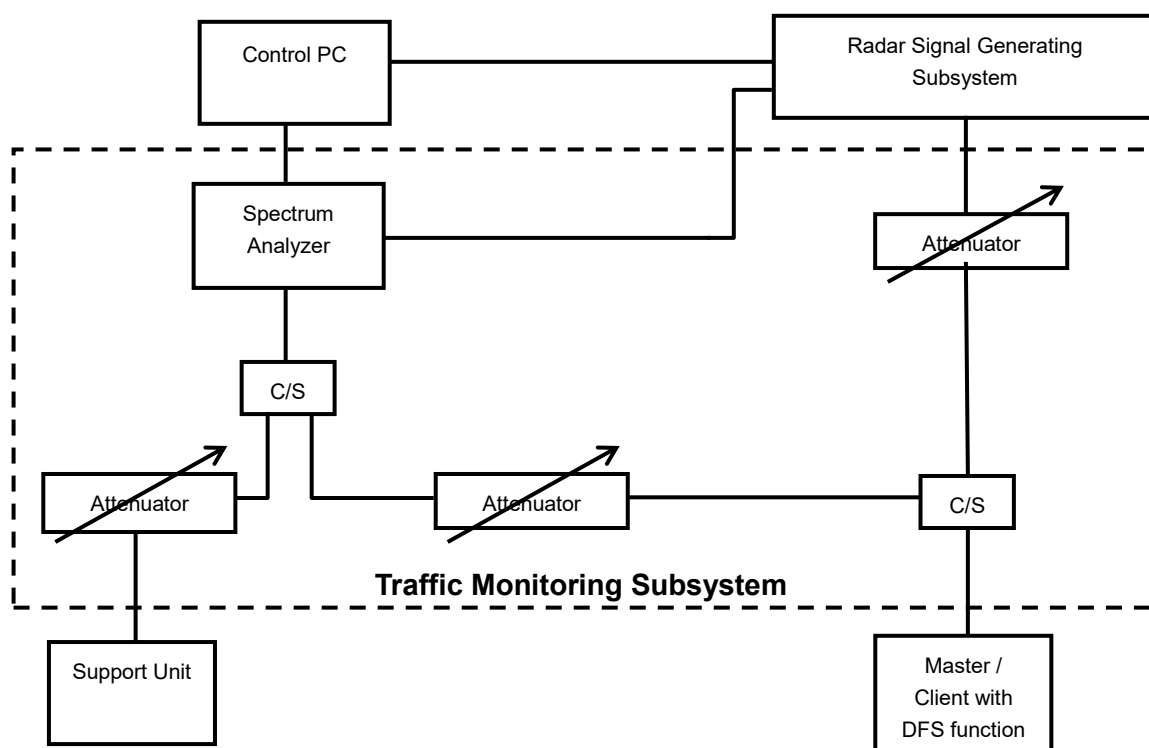 Control PC
Radar Signal Generating
Subsystem
Spectrum
Analyzer
Attenuator
C/S
Attenuator
Attenuator
C/S
Traffic Monitoring Subsystem
Support Unit
Master /
Client with
DFS function